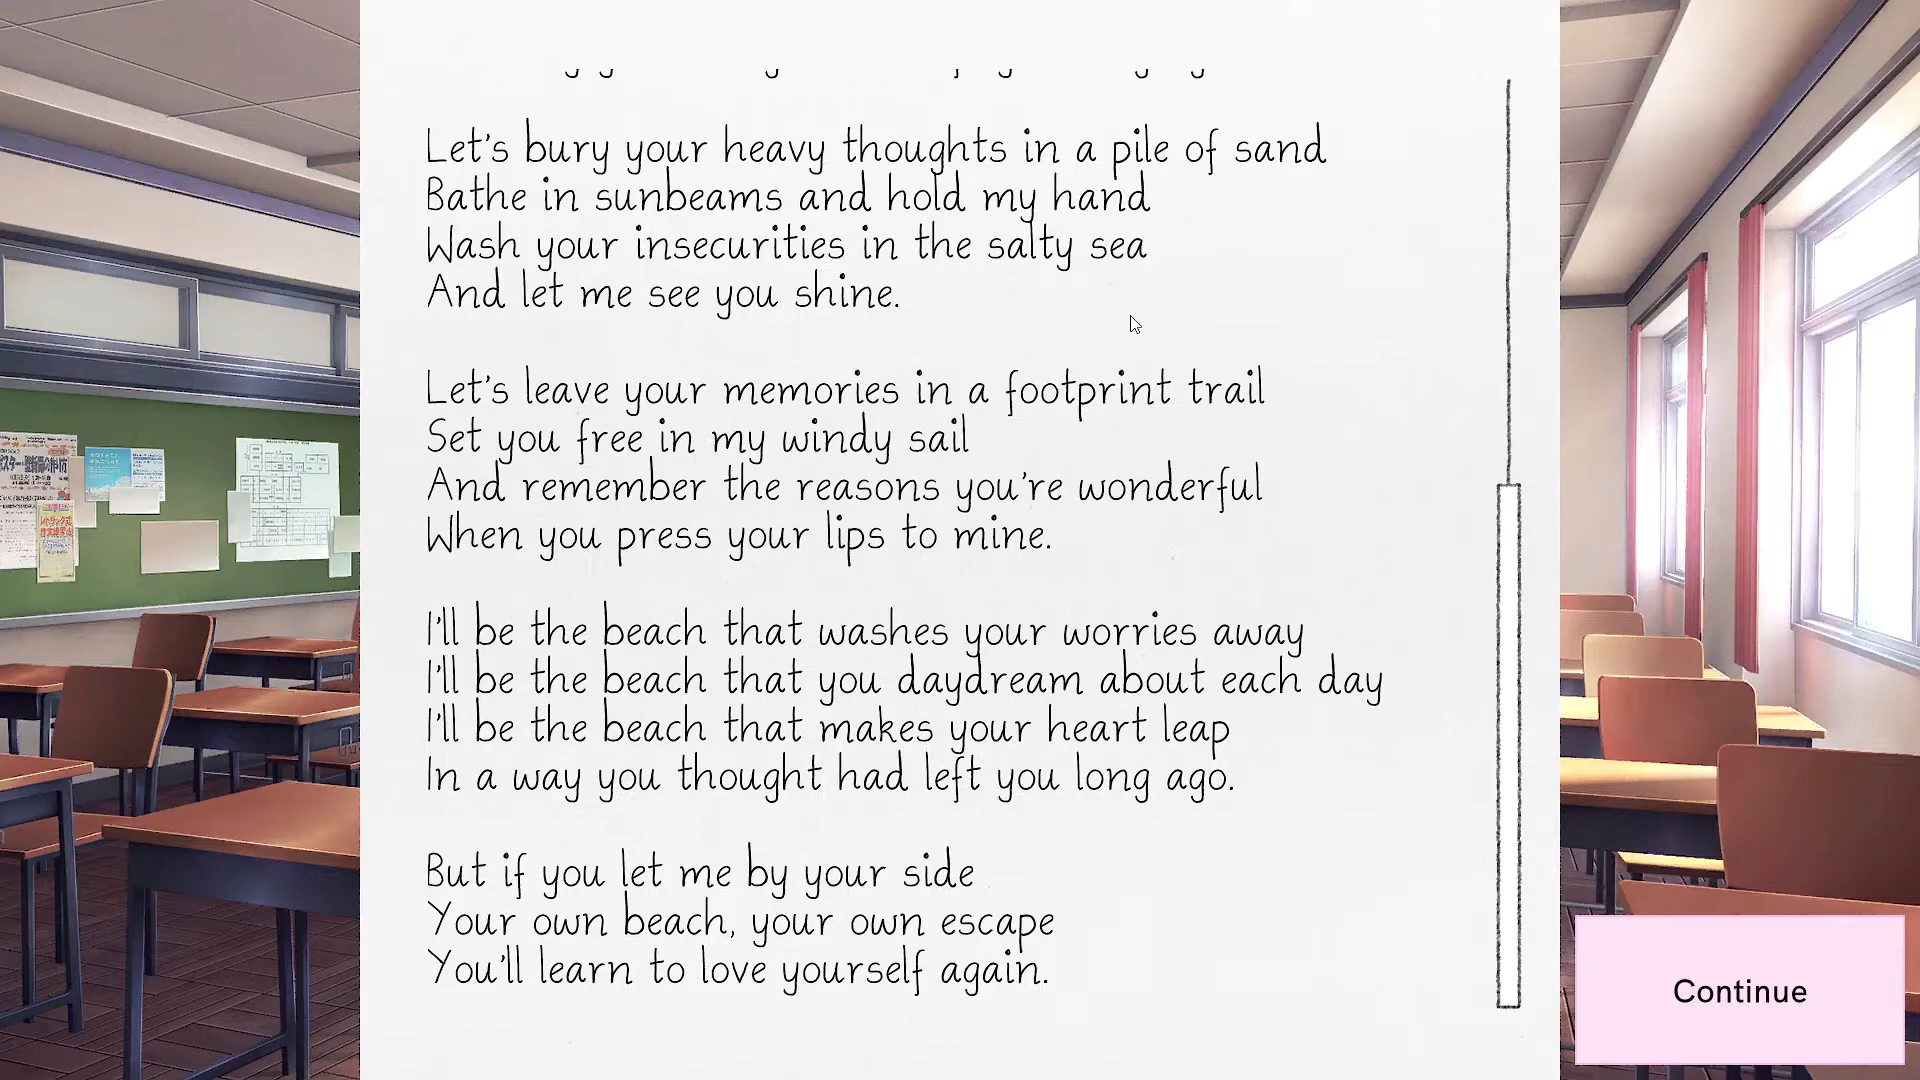 Let's bury your heavy thoughts in a pile of sand
Bathe in sunbeams and hold my hand
Wash your insecurities in the salty sea
And let me see you shine.
Let's leave your memories in a footprint trail
Set you free in my windy sail
And remember the reasons you're wonderful
When you press your lips to mine.
I'll be the beach that washes your worries away
I'll be the beach that you daydream about each day
I'll be the beach that makes your heart leap
In a way you thought had left you long ago.
But if you let me by your side
Your own beach, your own escape
You'll learn to love yourself again.
Continue